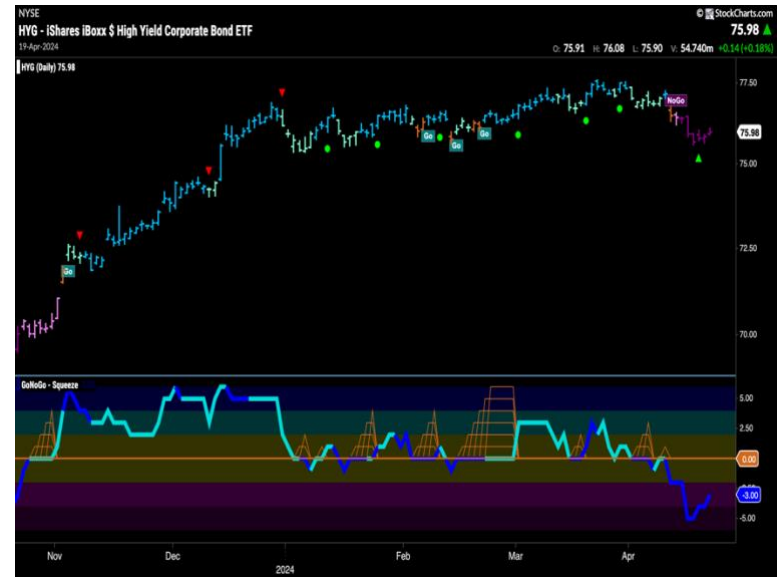 NYSE
© StockCharts.com
HYG - iShares iBoxx $ High Yield Corporate Bond ETF
75.98
19-Apr-2024
O: 75.91 H: 76.08 L: 75.90 V: 54.740m +0.14 (+0.18%)
HYG (Daily) 75.98
77.50
NoGo
75.98
Go
Go
Go
75.00
72.50
Go
70.00
GoNoGo - Squeeze
5.00
2.50
0.00
-3.00
-5.00
Nov
Dec
2024
Feb
Mar
Apr